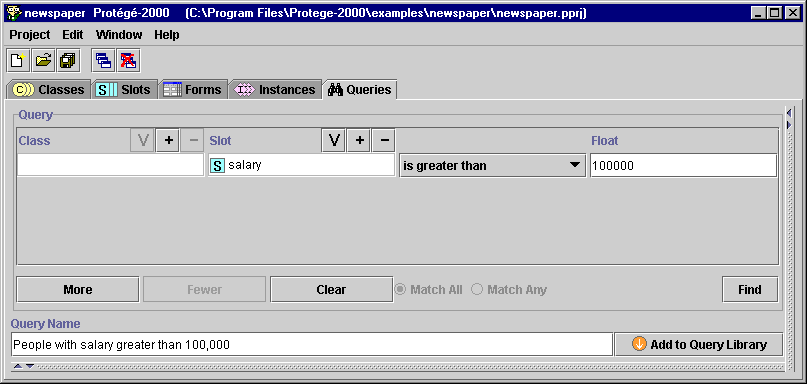 newspaper Protégé-2000 (C:\Program Files\Protege-2000\examples\newspaper\newspaper.pprj)
Project Edit Window Help
C Classes S Slots Forms I Instances Queries
Query
Class V + − Slot V + − Float
S salary is greater than 100000
More Fewer Clear Match All Match Any Find
Query Name
People with salary greater than 100,000 Add to Query Library